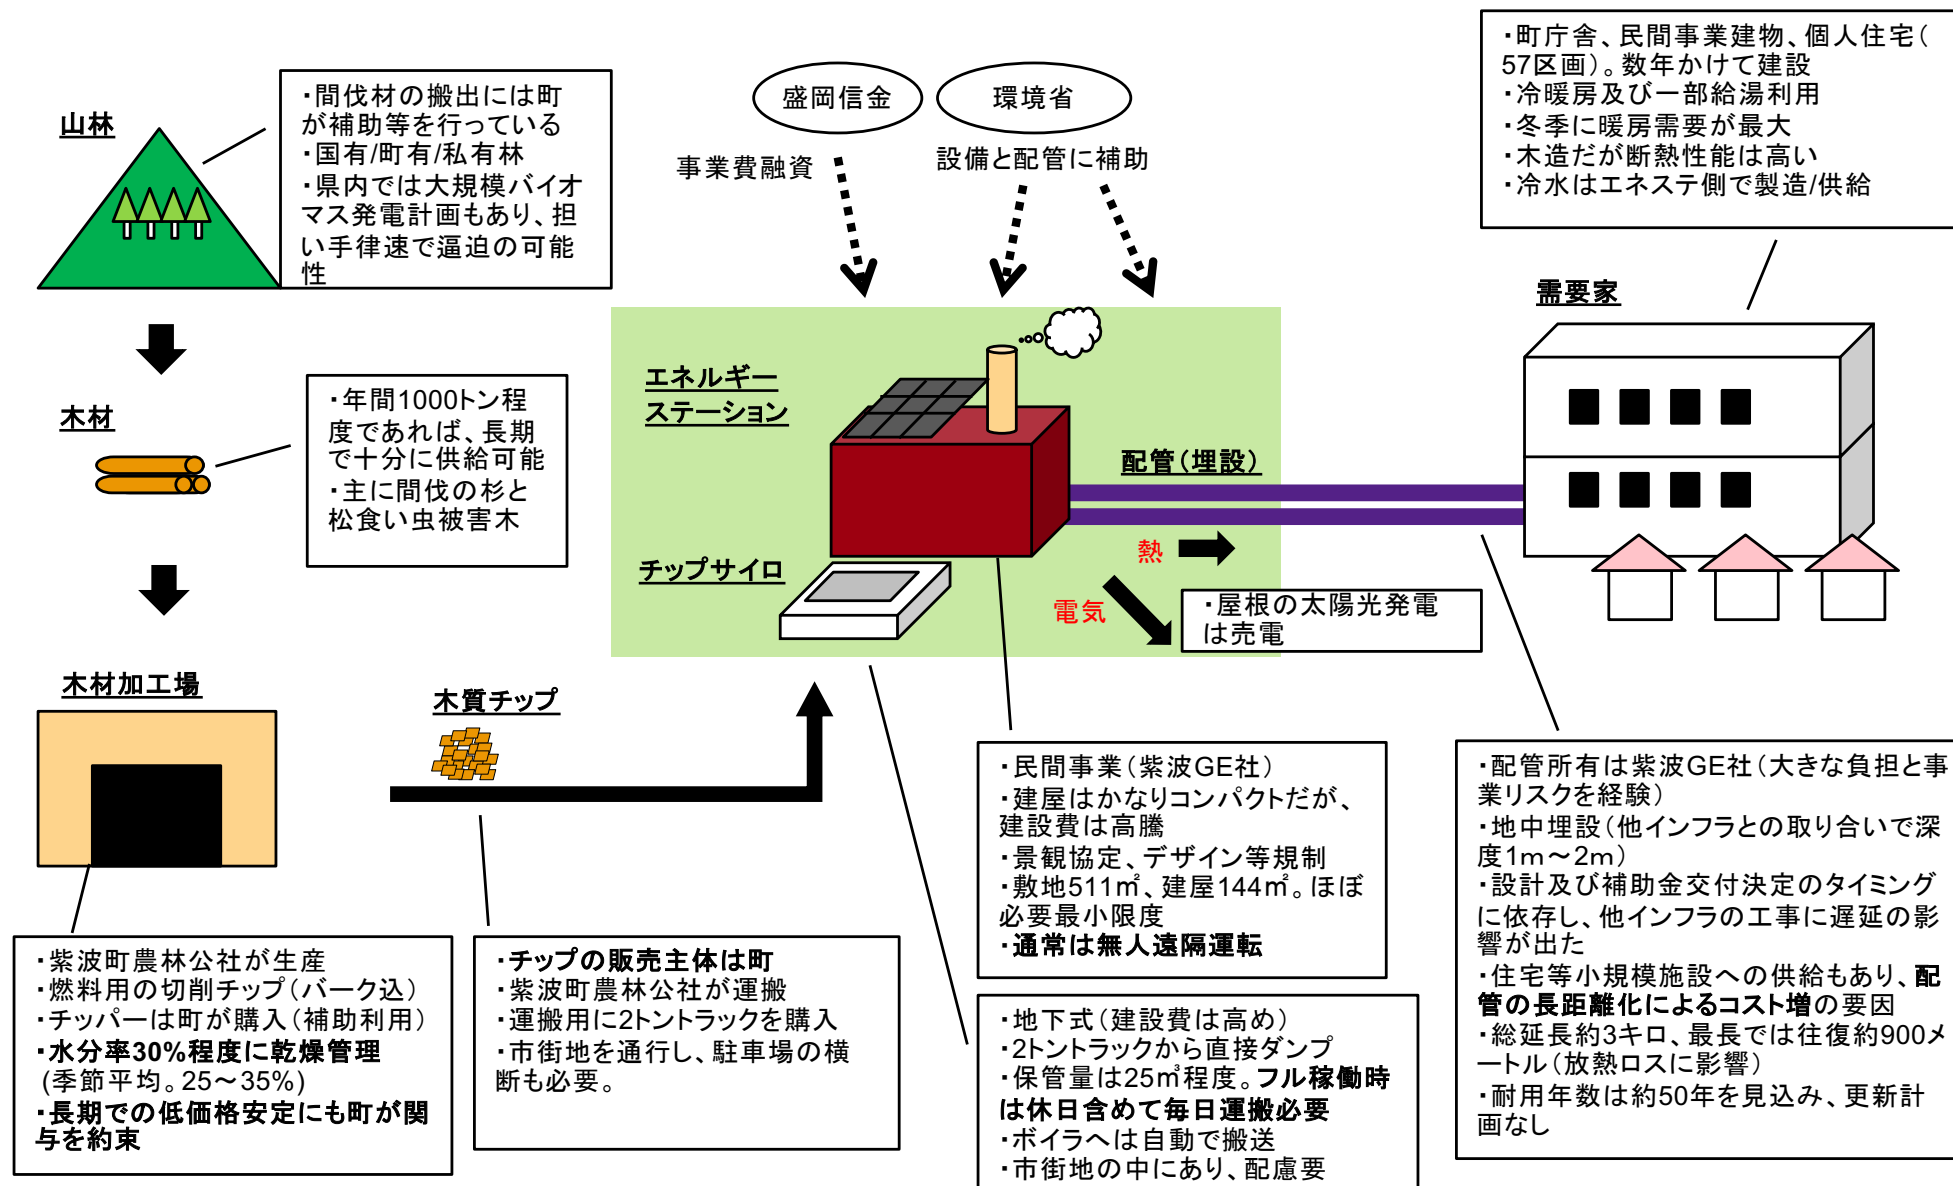 山林
・間伐材の搬出には町
が補助等を行っている
・国有/町有/私有林
・県内では大規模バイオ
マス発電計画もあり、担
い手律速で逼迫の可能
性
盛岡信金
環境省
事業費融資
設備と配管に補助
・町庁舎、民間事業建物、個人住宅(
57区画)。数年かけて建設
・冷暖房及び一部給湯利用
・冬季に暖房需要が最大
・木造だが断熱性能は高い
・冷水はエネステ側で製造/供給
需要家
木材
・年間1000トン程
度であれば、長期
で十分に供給可能
・主に間伐の杉と
松食い虫被害木
エネルギー
ステーション
配管(埋設)
熱
チップサイロ
電気
・屋根の太陽光発電
は売電
木材加工場
木質チップ
・紫波町農林公社が生産
・燃料用の切削チップ(バーク込)
・チッパーは町が購入(補助利用)
・水分率30%程度に乾燥管理
(季節平均。25～35%)
・長期での低価格安定にも町が関
与を約束
・チップの販売主体は町
・紫波町農林公社が運搬
・運搬用に2トントラックを購入
・市街地を通行し、駐車場の横
断も必要。
・民間事業(紫波GE社)
・建屋はかなりコンパクトだが、
建設費は高騰
・景観協定、デザイン等規制
・敷地511㎡、建屋144㎡。ほぼ
必要最小限度
・通常は無人遠隔運転
・地下式(建設費は高め)
・2トントラックから直接ダンプ
・保管量は25㎥程度。フル稼働時
は休日含めて毎日運搬必要
・ボイラへは自動で搬送
・市街地の中にあり、配慮要
・配管所有は紫波GE社(大きな負担と事
業リスクを経験)
・地中埋設(他インフラとの取り合いで深
度1m～2m)
・設計及び補助金交付決定のタイミング
に依存し、他インフラの工事に遅延の影
響が出た
・住宅等小規模施設への供給もあり、配
管の長距離化によるコスト増の要因
・総延長約3キロ、最長では往復約900メ
ートル(放熱ロスに影響)
・耐用年数は約50年を見込み、更新計
画なし